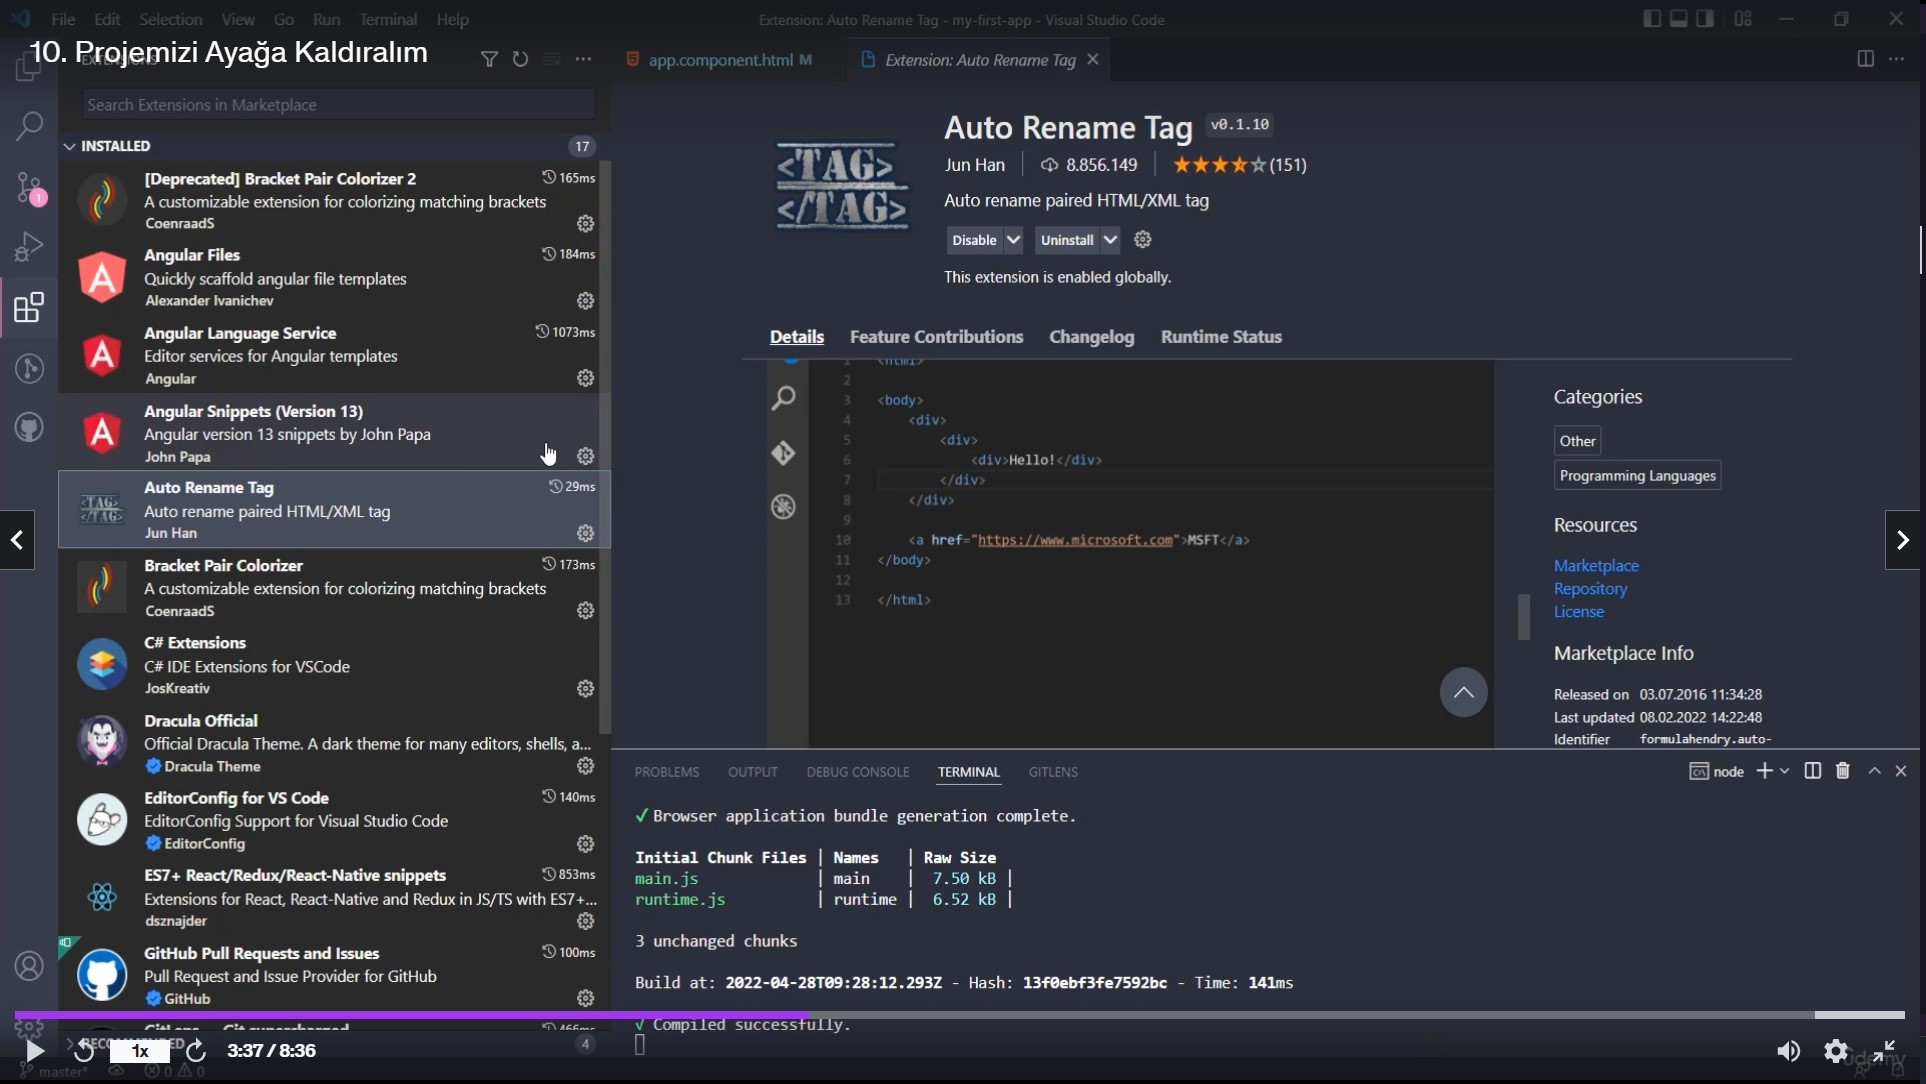 File Edit Selection View Go Run Terminal Help
Extension: Auto Rename Tag - my-first-app - Visual Studio Code
10. Projemizi Ayağa Kaldıralım
app.component.html M
Extension: Auto Rename Tag
Search Extensions in Marketplace
INSTALLED 17
[Deprecated] Bracket Pair Colorizer 2 165ms
A customizable extension for colorizing matching brackets
CoenraadS
Angular Files 184ms
Quickly scaffold angular file templates
Alexander Ivanichev
Angular Language Service 1073ms
Editor services for Angular templates
Angular
Angular Snippets (Version 13)
Angular version 13 snippets by John Papa
John Papa
Auto Rename Tag 29ms
Auto rename paired HTML/XML tag
Jun Han
Bracket Pair Colorizer 173ms
A customizable extension for colorizing matching brackets
CoenraadS
C# Extensions
C# IDE Extensions for VSCode
JosKreativ
Dracula Official
Official Dracula Theme. A dark theme for many editors, shells, a...
Dracula Theme
EditorConfig for VS Code 140ms
EditorConfig Support for Visual Studio Code
EditorConfig
ES7+ React/Redux/React-Native snippets 853ms
Extensions for React, React-Native and Redux in JS/TS with ES7+...
dsznajder
GitHub Pull Requests and Issues 100ms
Pull Request and Issue Provider for GitHub
GitHub
RECOMMENDED 4
<TAG>
</TAG>
Auto Rename Tag v0.1.10
Jun Han 8.856.149 (151)
Auto rename paired HTML/XML tag
Disable Uninstall
This extension is enabled globally.
Details Feature Contributions Changelog Runtime Status
1 <html>
2
3 <body>
4 <div>
5 <div>
6 <div>Hello!</div>
7 </div>
8 </div>
9
10 <a href="https://www.microsoft.com">MSFT</a>
11 </body>
12
13 </html>
Categories
Other
Programming Languages
Resources
Marketplace
Repository
License
Marketplace Info
Released on 03.07.2016 11:34:28
Last updated 08.02.2022 14:22:48
Identifier formulahendry.auto-
PROBLEMS OUTPUT DEBUG CONSOLE TERMINAL GITLENS
node
✓ Browser application bundle generation complete.
Initial Chunk Files | Names | Raw Size
main.js | main | 7.50 kB |
runtime.js | runtime | 6.52 kB |
3 unchanged chunks
Build at: 2022-04-28T09:28:12.293Z - Hash: 13f0ebf3fe7592bc - Time: 141ms
√ Compiled successfully.
1x 3:37 / 8:36
master* 0 0
udemy